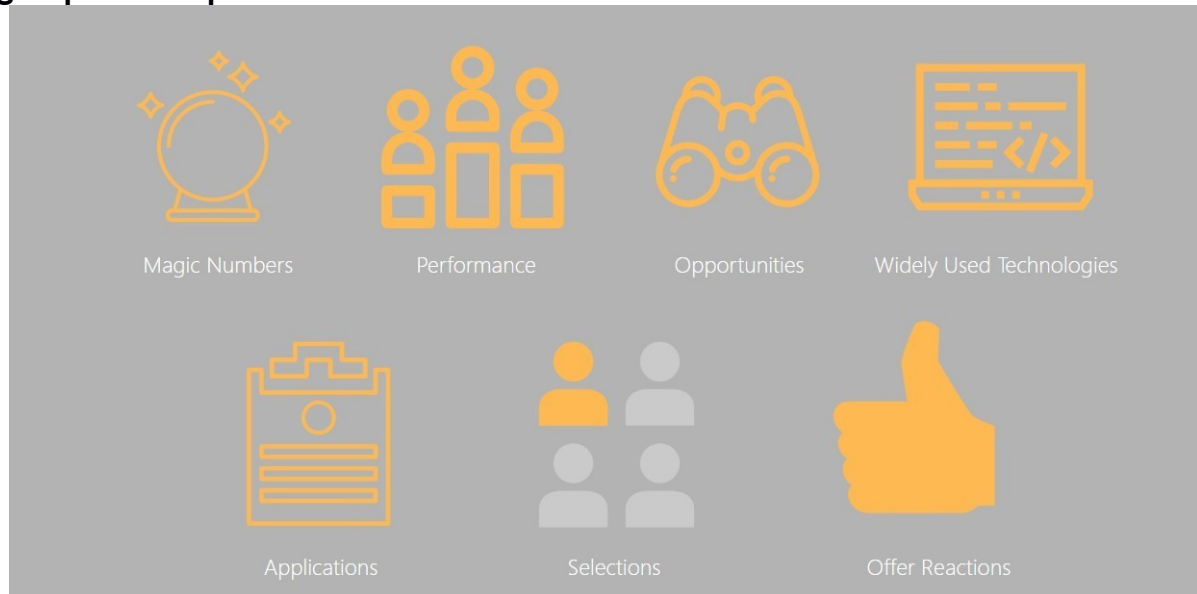 Magic Numbers
Performance
Opportunities
Widely Used Technologies
</>
Applications
Selections
Offer Reactions